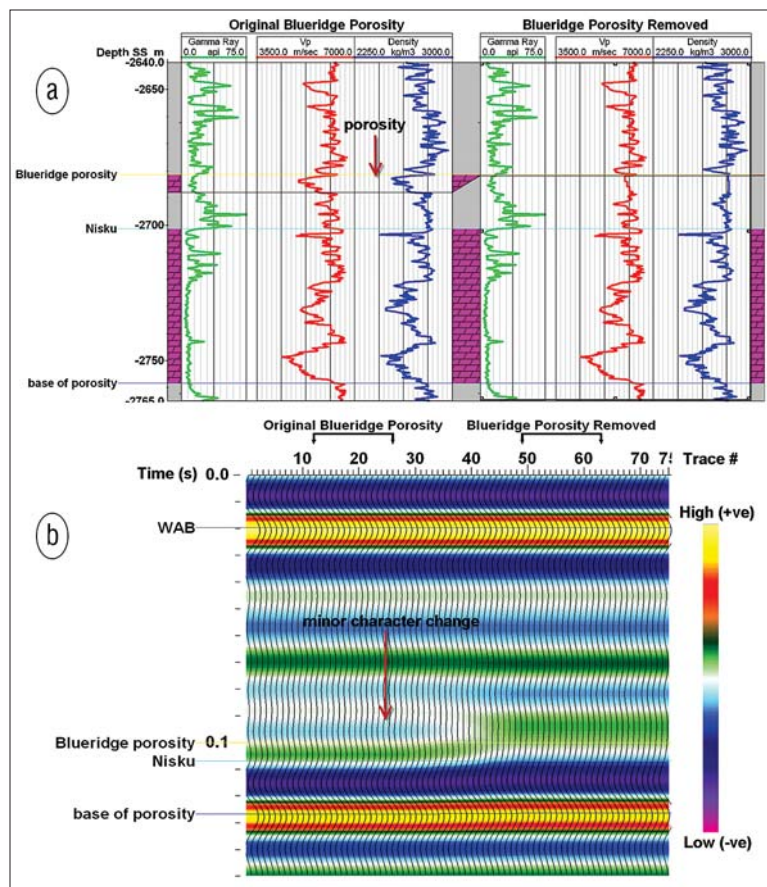 Original Blueridge Porosity Blueridge Porosity Removed
Depth SS m Gamma Ray Vp Density Gamma Ray Vp Density
0.0 api 75.0 3500.0 m/sec 7000.0 2250.0 kg/m3 3000.0 0.0 api 75.0 3500.0 m/sec 7000.0 2250.0 kg/m3 3000.0
-2640.0
a
-2650
porosity
Blueridge porosity
-2700
Nisku
-2750
base of porosity
-2765.0
Original Blueridge Porosity Blueridge Porosity Removed
10 20 30 40 50 60 70 75 Trace #
Time (s) 0.0
High (+ve)
b
WAB
minor character change
Blueridge porosity 0.1
Nisku
base of porosity
Low (-ve)